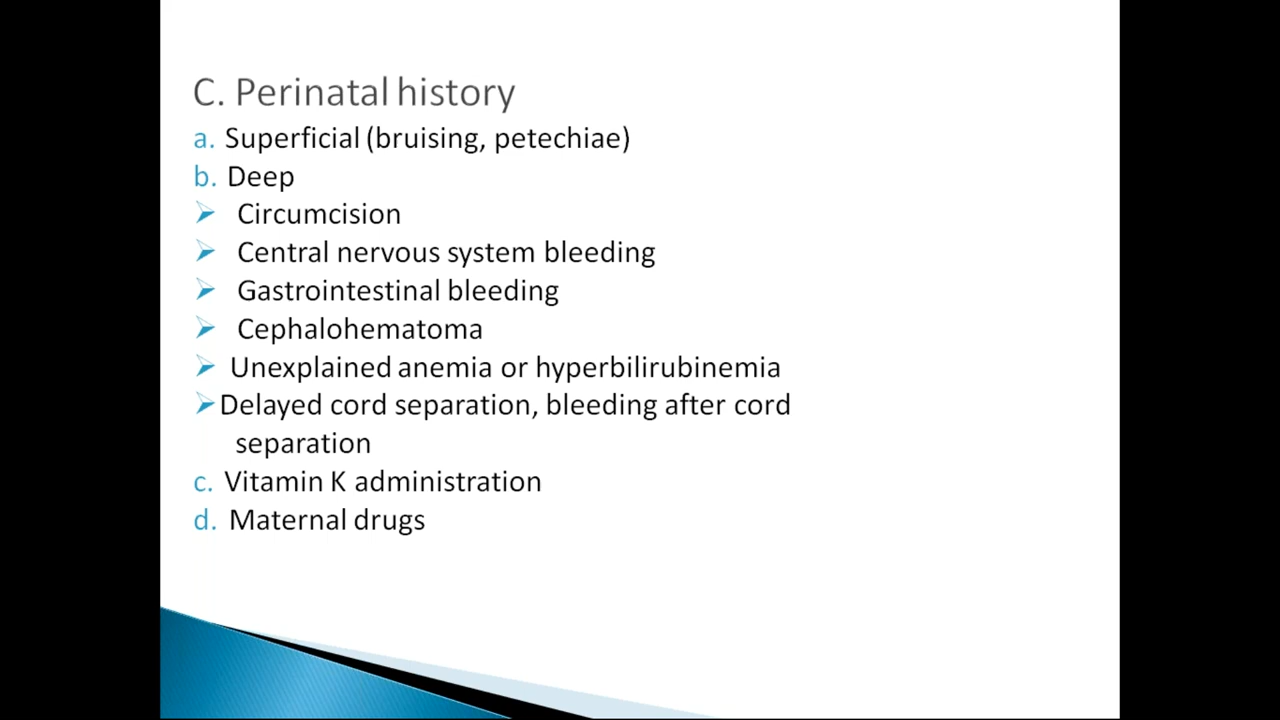 C. Perinatal history
a. Superficial (bruising, petechiae)
b. Deep
➢ Circumcision
➢ Central nervous system bleeding
➢ Gastrointestinal bleeding
➢ Cephalohematoma
➢ Unexplained anemia or hyperbilirubinemia
➢Delayed cord separation, bleeding after cord
separation
c. Vitamin K administration
d. Maternal drugs